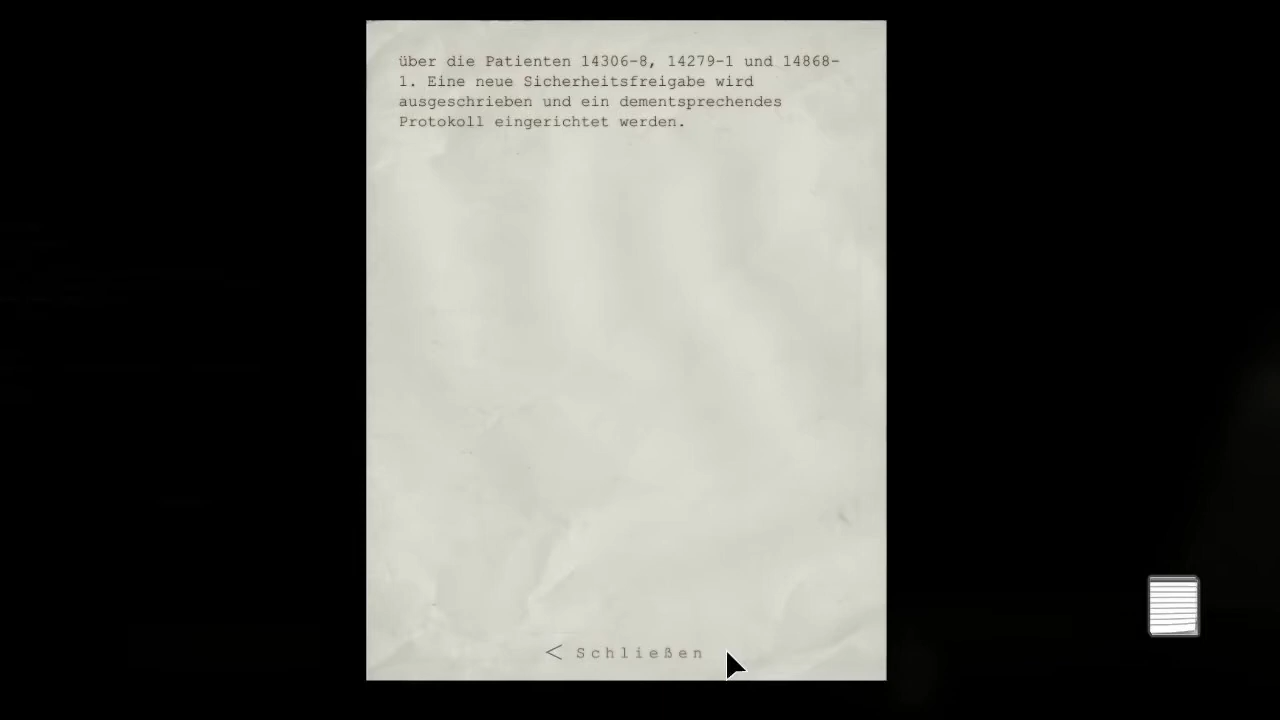 über die Patienten 14306-8, 14279-1 und 14868-
1. Eine neue Sicherheitsfreigabe wird
ausgeschrieben und ein dementsprechendes
Protokoll eingerichtet werden.
< Schließen